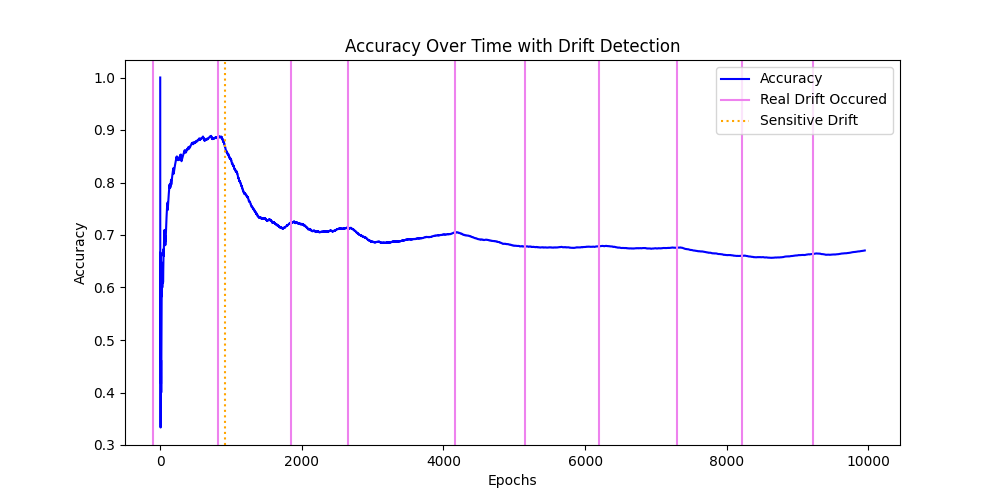 Accuracy Over Time with Drift Detection
Accuracy
Real Drift Occured
Sensitive Drift
Accuracy
1.0
0.9
0.8
0.7
0.6
0.5
0.4
0.3
0
2000
4000
6000
8000
10000
Epochs